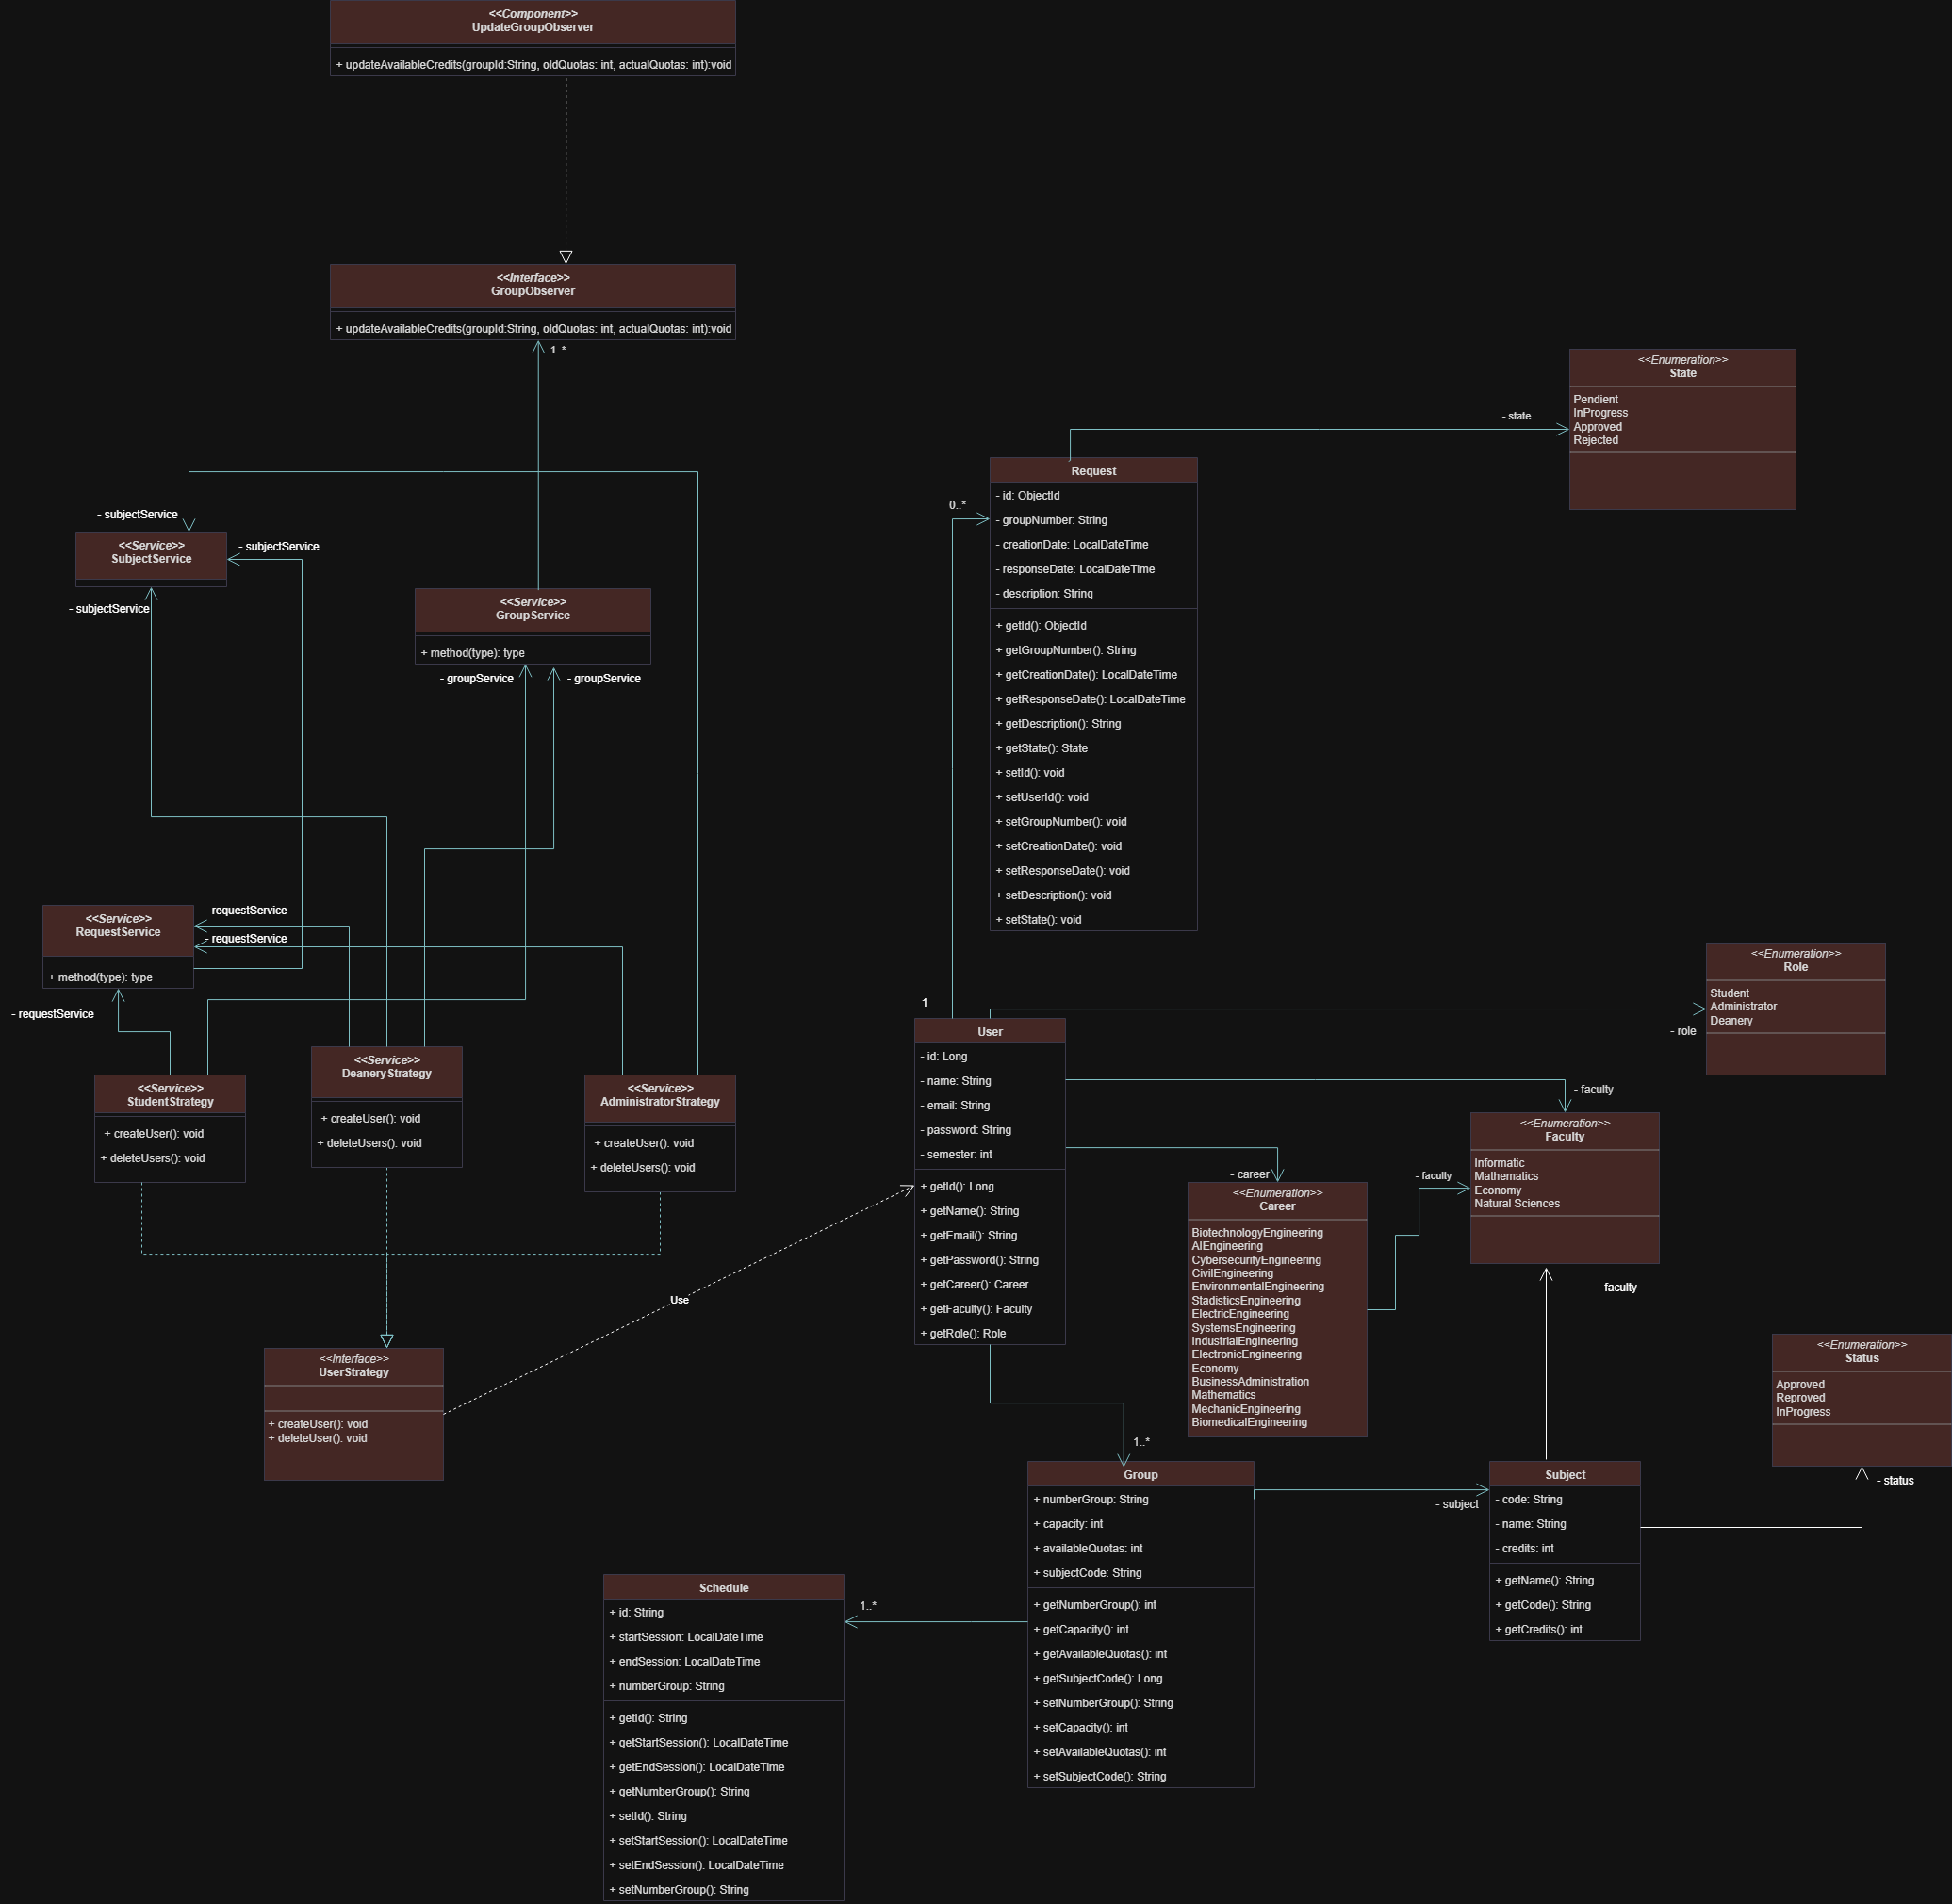 <<Component>>
UpdateGroupObserver
+ updateAvailableCredits(groupId:String, oldQuotas: int, actualQuotas: int):void
<<Interface>>
GroupObserver
+ updateAvailableCredits(groupId:String, oldQuotas: int, actualQuotas: int):void
1..*
<<Enumeration>>
State
Pendient
InProgress
Approved
Rejected
- state
Request
- id: ObjectId
- groupNumber: String
- creationDate: LocalDateTime
- responseDate: LocalDateTime
- description: String
+ getId(): ObjectId
+ getGroupNumber(): String
+ getCreationDate(): LocalDateTime
+ getResponseDate(): LocalDateTime
+ getDescription(): String
+ getState(): State
+ setId(): void
+ setUserId(): void
+ setGroupNumber(): void
+ setCreationDate(): void
+ setResponseDate(): void
+ setDescription(): void
+ setState(): void
0..*
- subjectService
<<Service>>
SubjectService
- subjectService
- subjectService
<<Service>>
GroupService
+ method(type): type
- groupService
- groupService
<<Service>>
RequestService
+ method(type): type
- requestService
- requestService
- requestService
<<Service>>
StudentStrategy
+ createUser(): void
+ deleteUsers(): void
<<Service>>
DeaneryStrategy
+ createUser(): void
+ deleteUsers(): void
<<Service>>
AdministratorStrategy
+ createUser(): void
+ deleteUsers(): void
<<Interface>>
UserStrategy
+ createUser(): void
+ deleteUser(): void
Use
1
User
- id: Long
- name: String
- email: String
- password: String
- semester: int
+ getId(): Long
+ getName(): String
+ getEmail(): String
+ getPassword(): String
+ getCareer(): Career
+ getFaculty(): Faculty
+ getRole(): Role
<<Enumeration>>
Role
Student
Administrator
Deanery
- role
- faculty
<<Enumeration>>
Faculty
Informatic
Mathematics
Economy
Natural Sciences
- career
- faculty
<<Enumeration>>
Career
BiotechnologyEngineering
AIEngineering
CybersecurityEngineering
CivilEngineering
EnvironmentalEngineering
StadisticsEngineering
ElectricEngineering
SystemsEngineering
IndustrialEngineering
ElectronicEngineering
Economy
BusinessAdministration
Mathematics
MechanicEngineering
BiomedicalEngineering
- faculty
<<Enumeration>>
Status
Approved
Reproved
InProgress
- status
1..*
Group
+ numberGroup: String
+ capacity: int
+ availableQuotas: int
+ subjectCode: String
+ getNumberGroup(): int
+ getCapacity(): int
+ getAvailableQuotas(): int
+ getSubjectCode(): Long
+ setNumberGroup(): String
+ setCapacity(): int
+ setAvailableQuotas(): int
+ setSubjectCode(): String
- subject
Subject
- code: String
- name: String
- credits: int
+ getName(): String
+ getCode(): String
+ getCredits(): int
1..*
Schedule
+ id: String
+ startSession: LocalDateTime
+ endSession: LocalDateTime
+ numberGroup: String
+ getId(): String
+ getStartSession(): LocalDateTime
+ getEndSession(): LocalDateTime
+ getNumberGroup(): String
+ setId(): String
+ setStartSession(): LocalDateTime
+ setEndSession(): LocalDateTime
+ setNumberGroup(): String